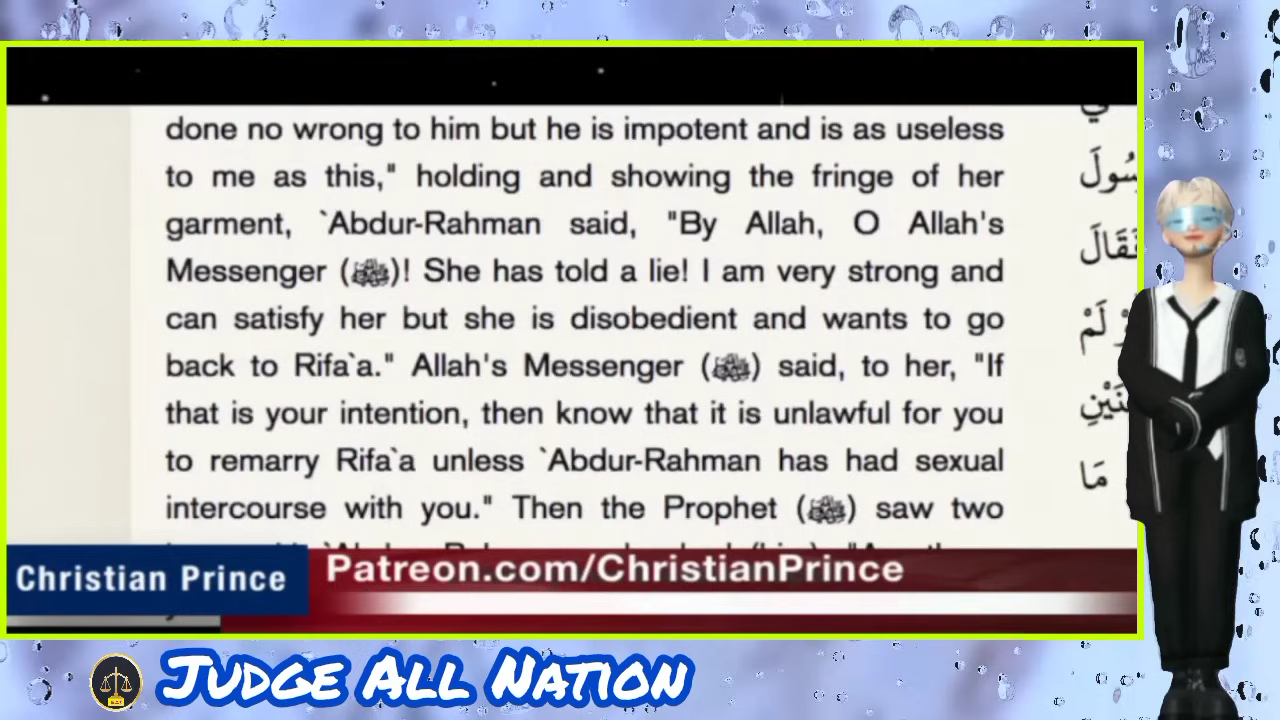 done no wrong to him but he is impotent and is as useless
to me as this," holding and showing the fringe of her
garment, `Abdur-Rahman said, "By Allah, O Allah's
Messenger (ﷺ)! She has told a lie! I am very strong and
can satisfy her but she is disobedient and wants to go
back to Rifa`a." Allah's Messenger (ﷺ) said, to her, "If
that is your intention, then know that it is unlawful for you
to remarry Rifa`a unless `Abdur-Rahman has had sexual
intercourse with you." Then the Prophet (ﷺ) saw two
لَمْ
مَا
Christian Prince
Patreon.com/ChristianPrince
Judge All Nation